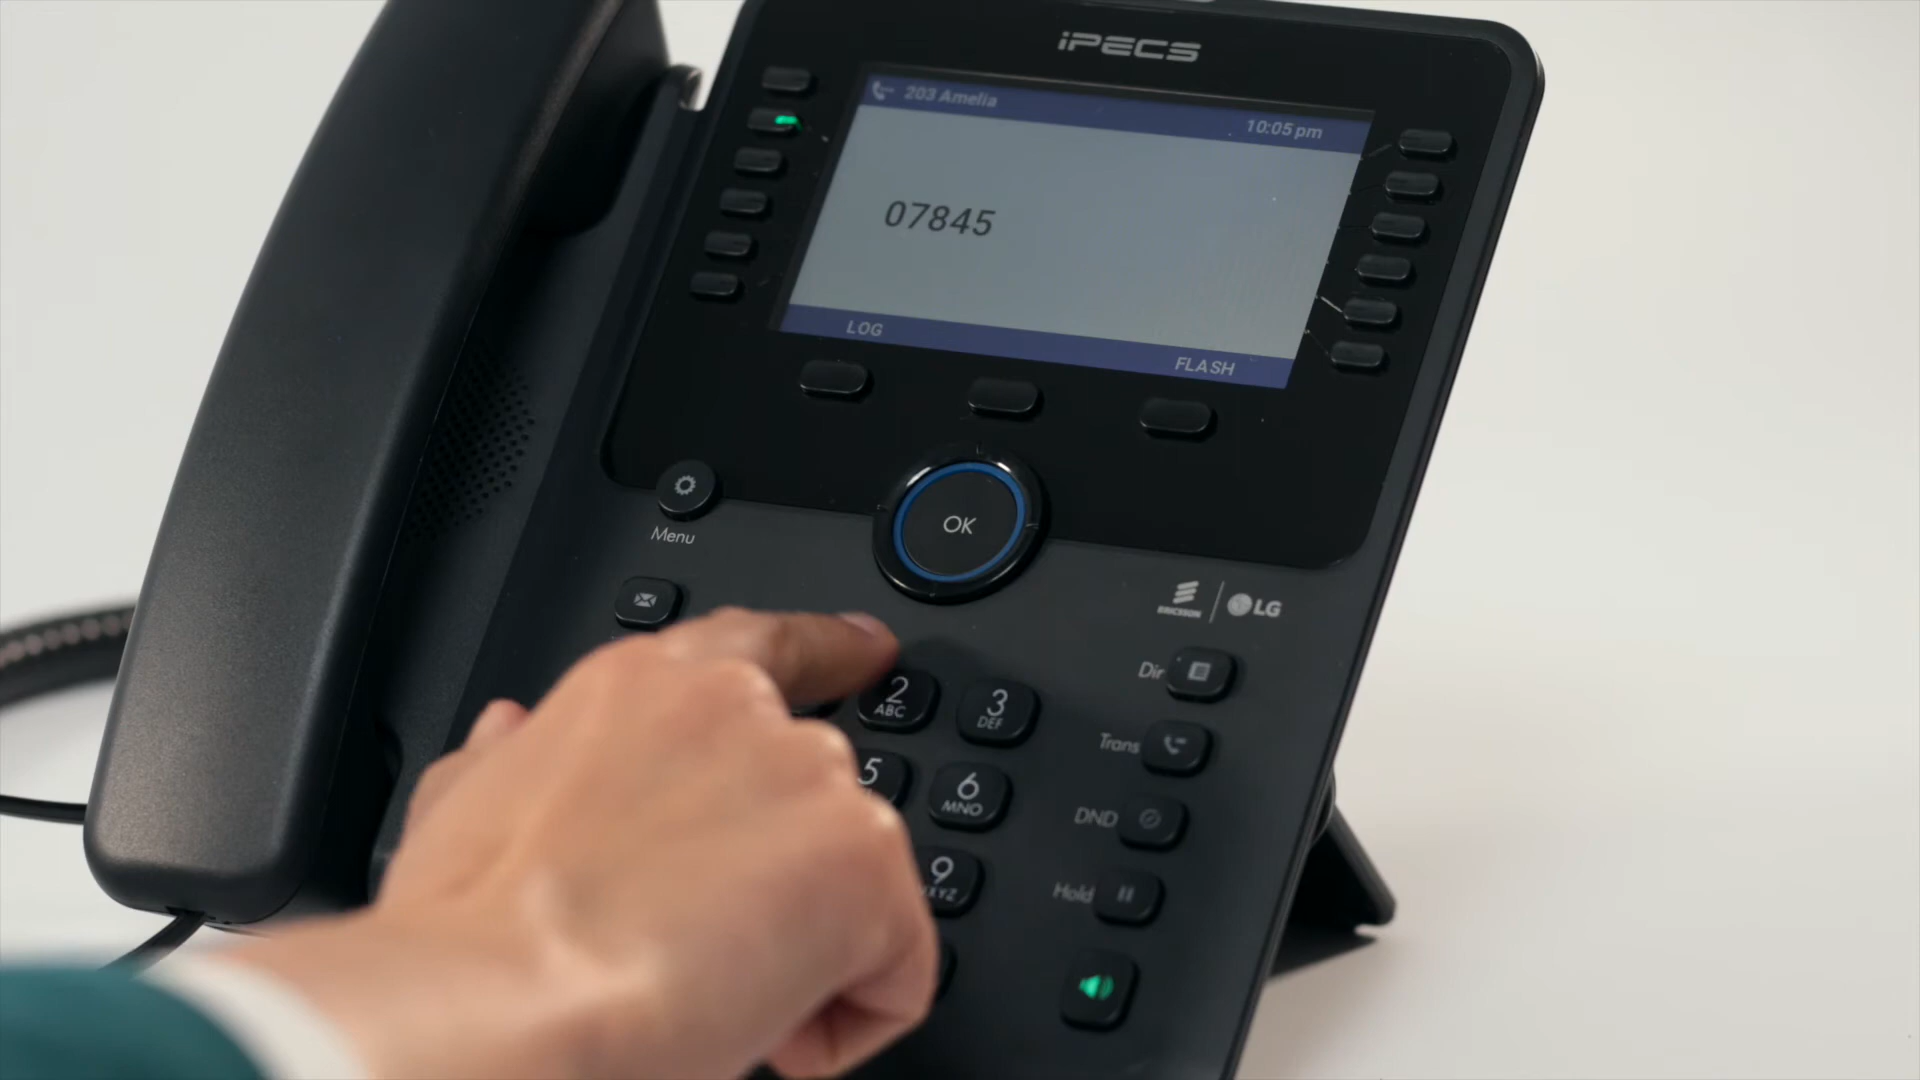 iPECS
203 Amelia
10:05 pm
07845
LOG
FLASH
OK
Menu
ERICSSON
LG
2
ABC
3
DEF
Dir
5
6
MNO
Trans
9
DND
Hold